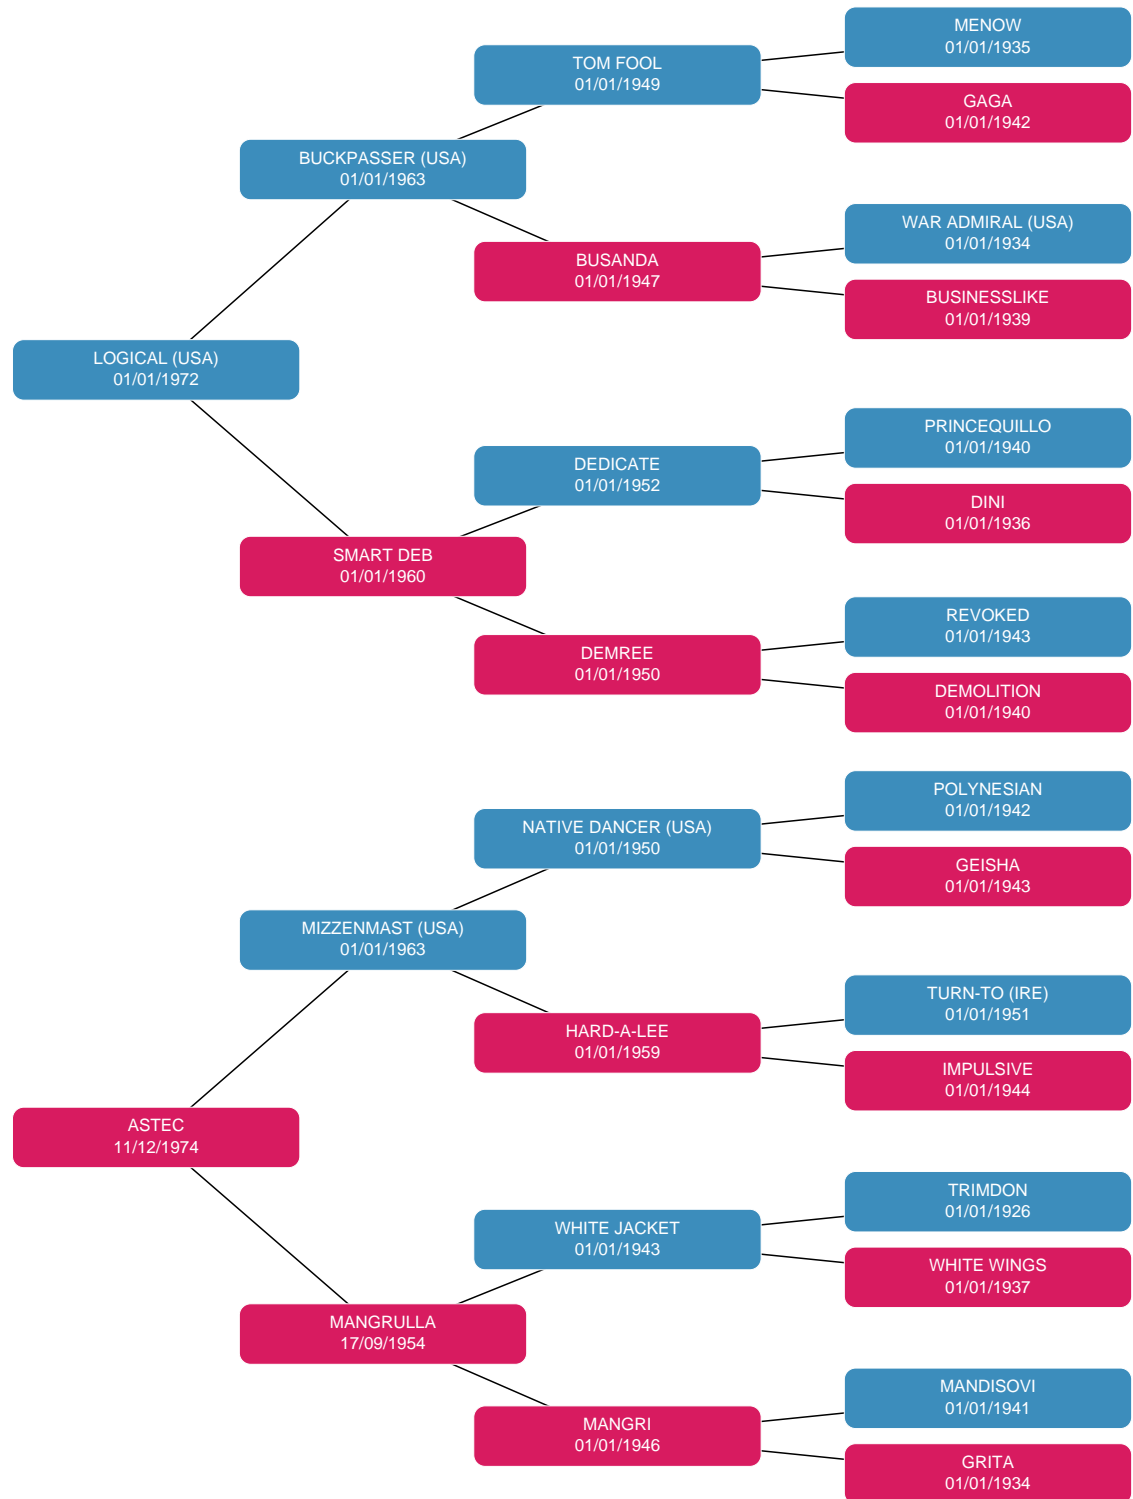 MENOW
01/01/1935
TOM FOOL
01/01/1949
GAGA
01/01/1942
BUCKPASSER (USA)
01/01/1963
WAR ADMIRAL (USA)
01/01/1934
BUSANDA
01/01/1947
BUSINESSLIKE
01/01/1939
LOGICAL (USA)
01/01/1972
PRINCEQUILLO
01/01/1940
DEDICATE
01/01/1952
DINI
01/01/1936
SMART DEB
01/01/1960
REVOKED
01/01/1943
DEMREE
01/01/1950
DEMOLITION
01/01/1940
POLYNESIAN
01/01/1942
NATIVE DANCER (USA)
01/01/1950
GEISHA
01/01/1943
MIZZENMAST (USA)
01/01/1963
TURN-TO (IRE)
01/01/1951
HARD-A-LEE
01/01/1959
IMPULSIVE
01/01/1944
ASTEC
11/12/1974
TRIMDON
01/01/1926
WHITE JACKET
01/01/1943
WHITE WINGS
01/01/1937
MANGRULLA
17/09/1954
MANDISOVI
01/01/1941
MANGRI
01/01/1946
GRITA
01/01/1934